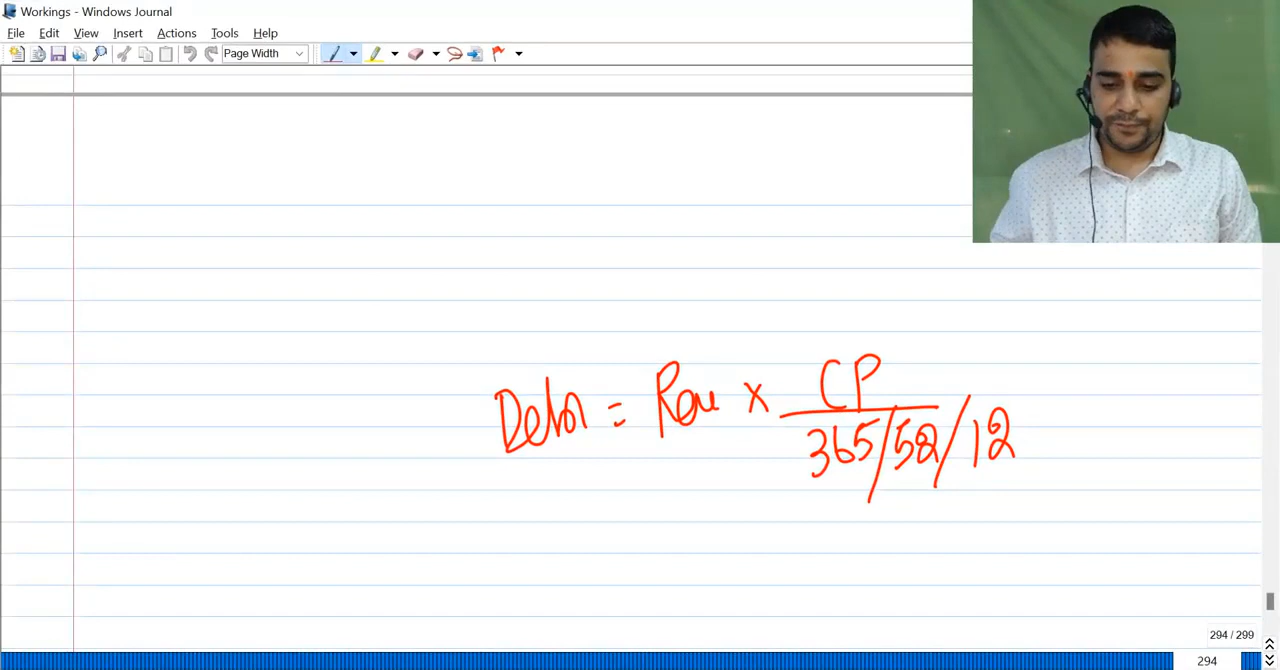 Workings - Windows Journal
File Edit View Insert Actions Tools Help
Page Width
Debtor = Rev × CP
365/52/12
294 / 299
294